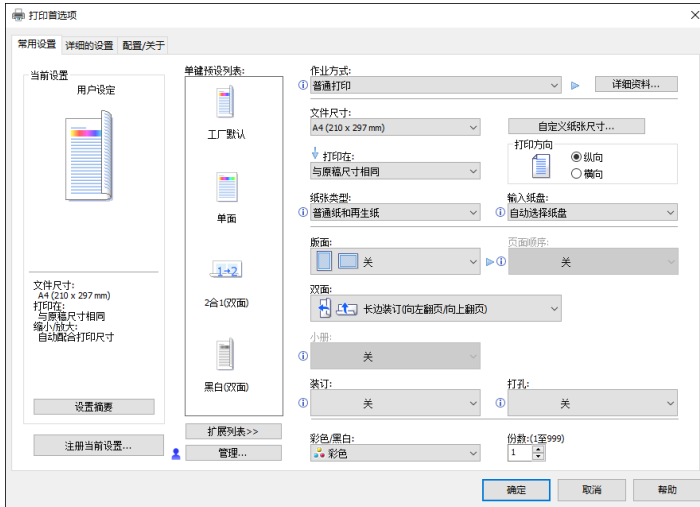 打印首选项
常用设置 详细的设置 配置/关于
当前设置
用户设定
文件尺寸:
A4 (210 x 297 mm)
打印在:
与原稿尺寸相同
缩小/放大:
自动配合打印尺寸
设置摘要
注册当前设置...
单键预设列表:
工厂默认
单面
1→2
2合1(双面)
黑白(双面)
扩展列表>>
管理...
作业方式:
普通打印
详细资料...
文件尺寸:
A4 (210 x 297 mm)
自定义纸张尺寸...
打印在:
与原稿尺寸相同
打印方向
纵向
横向
纸张类型:
普通纸和再生纸
输入纸盘:
自动选择纸盘
版面:
关
页面顺序:
关
双面:
长边装订(向左翻页/向上翻页)
小册:
关
装订:
关
打孔:
关
彩色/黑白:
彩色
份数:(1至999)
1
确定 取消 帮助